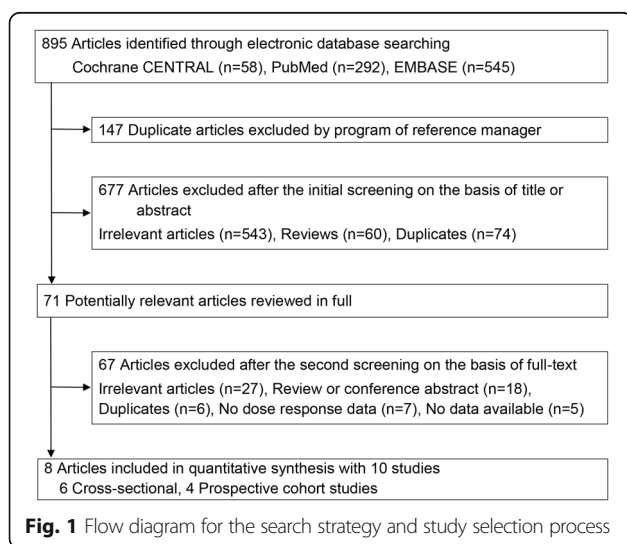 895 Articles identified through electronic database searching
Cochrane CENTRAL (n=58), PubMed (n=292), EMBASE (n=545)
147 Duplicate articles excluded by program of reference manager
677 Articles excluded after the initial screening on the basis of title or
abstract
Irrelevant articles (n=543), Reviews (n=60), Duplicates (n=74)
71 Potentially relevant articles reviewed in full
67 Articles excluded after the second screening on the basis of full-text
Irrelevant articles (n=27), Review or conference abstract (n=18),
Duplicates (n=6), No dose response data (n=7), No data available (n=5)
8 Articles included in quantitative synthesis with 10 studies
6 Cross-sectional, 4 Prospective cohort studies
Fig. 1 Flow diagram for the search strategy and study selection process